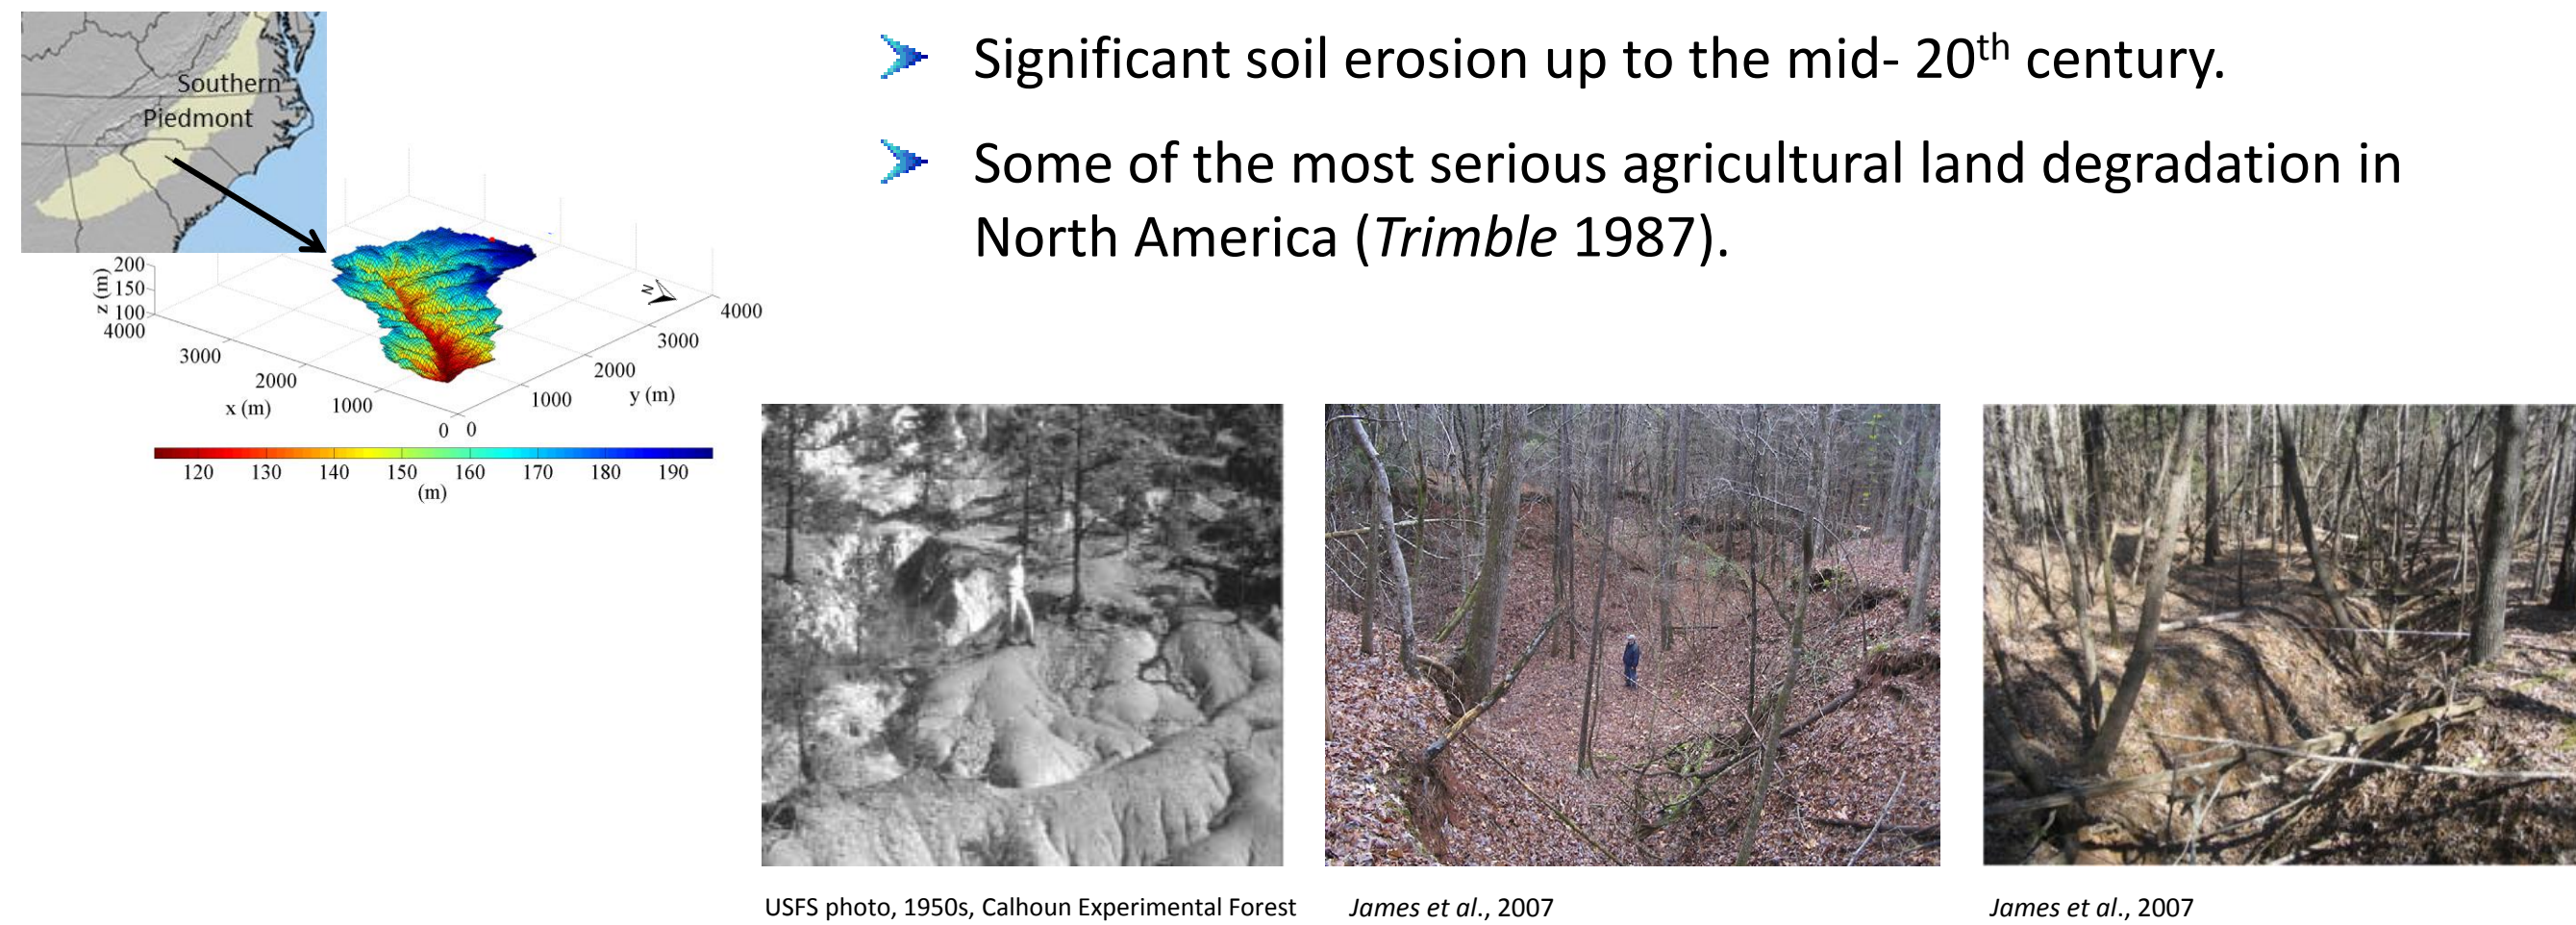 Southern
Piedmont
Significant soil erosion up to the mid- 20th century.
Some of the most serious agricultural land degradation in
North America (Trimble 1987).
z (m)
200
150
100
4000
3000
2000
1000
0
x (m)
0
1000
2000
3000
4000
y (m)
N
120 130 140 150 160 170 180 190
(m)
USFS photo, 1950s, Calhoun Experimental Forest
James et al., 2007
James et al., 2007